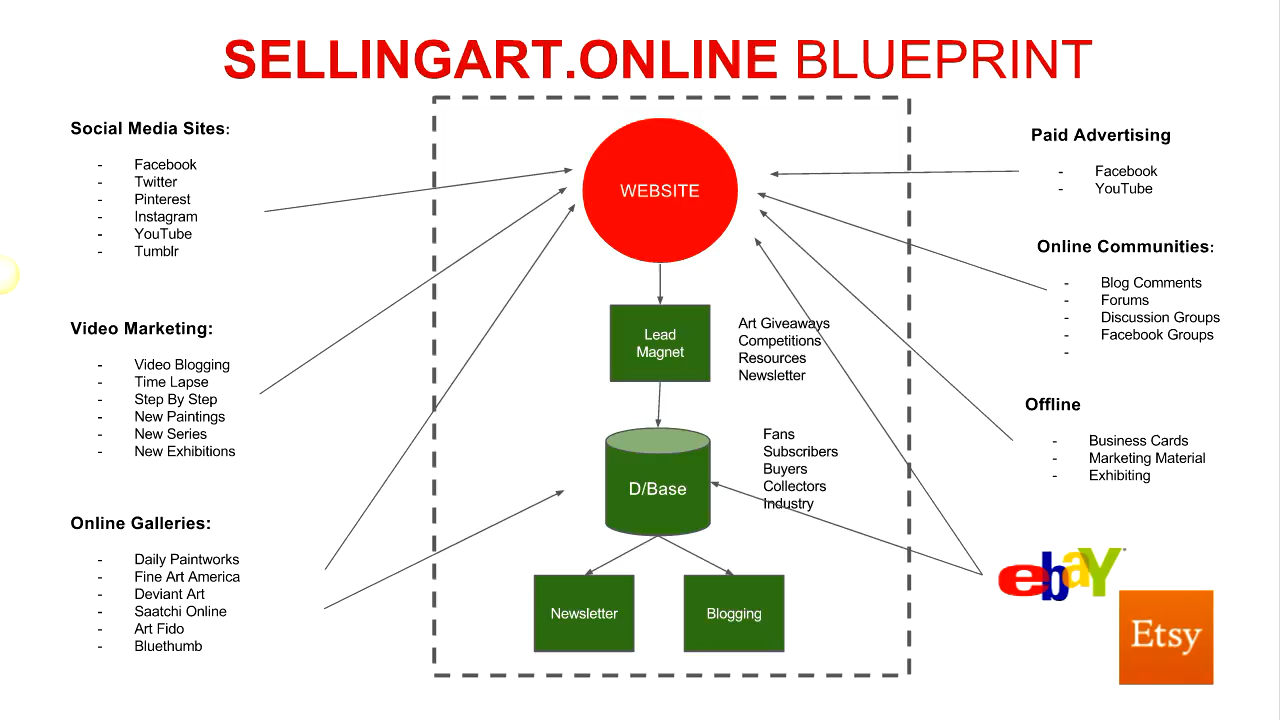 SELLINGART.ONLINE BLUEPRINT
Social Media Sites:
- Facebook
- Twitter
- Pinterest
- Instagram
- YouTube
- Tumblr
Video Marketing:
- Video Blogging
- Time Lapse
- Step By Step
- New Paintings
- New Series
- New Exhibitions
Online Galleries:
- Daily Paintworks
- Fine Art America
- Deviant Art
- Saatchi Online
- Art Fido
- Bluethumb
WEBSITE
Lead
Magnet
Art Giveaways
Competitions
Resources
Newsletter
D/Base
Fans
Subscribers
Buyers
Collectors
Industry
Newsletter
Blogging
Paid Advertising
- Facebook
- YouTube
Online Communities:
- Blog Comments
- Forums
- Discussion Groups
- Facebook Groups
-
Offline
- Business Cards
- Marketing Material
- Exhibiting
ebaY
Etsy